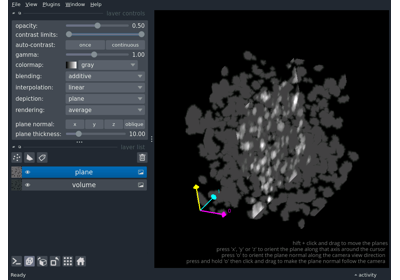 File View Plugins Window Help
layer controls
opacity: 0.50
contrast limits:
auto-contrast: once continuous
gamma: 1.00
colormap: gray
blending: additive
interpolation: linear
depiction: plane
rendering: average
plane normal: x y z oblique
plane thickness: 10.00
layer list
plane
volume
shift + click and drag to move the planes
press 'x', 'y' or 'z' to orient the plane along that axis around the cursor
press 'o' to orient the plane normal along the camera view direction
press and hold 'o' then click and drag to make the plane normal follow the camera
Ready activity